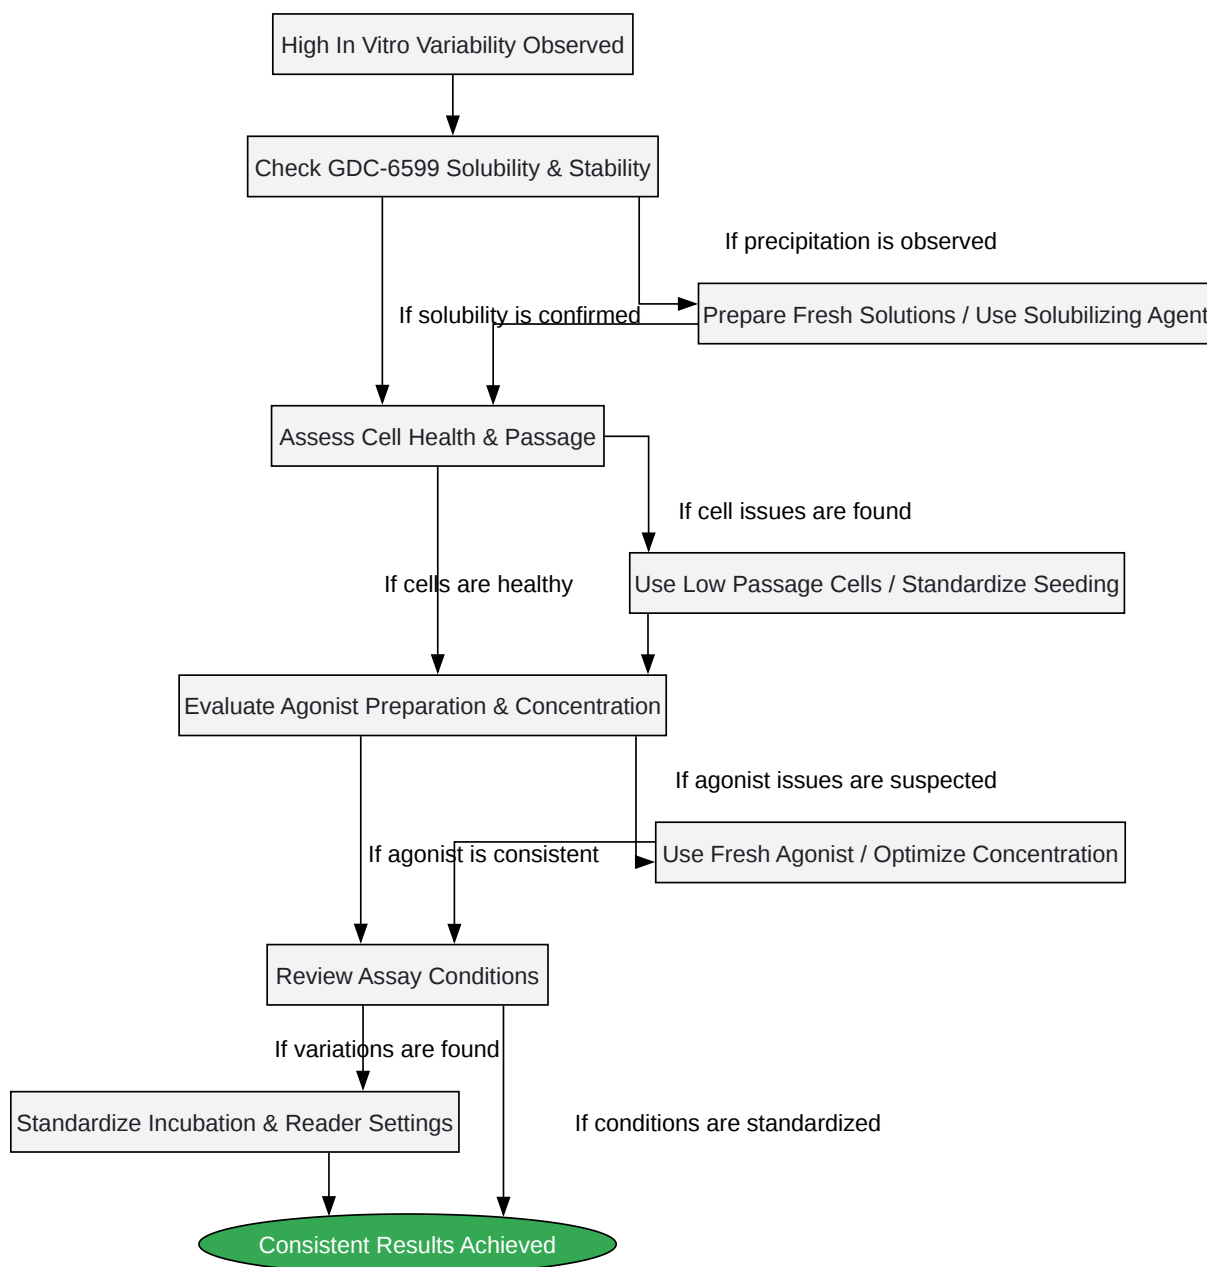 High In Vitro Variability Observed
Check GDC-6599 Solubility & Stability
If precipitation is observed
If solubility is confirmed
Prepare Fresh Solutions / Use Solubilizing Agent
Assess Cell Health & Passage
If cell issues are found
If cells are healthy
Use Low Passage Cells / Standardize Seeding
Evaluate Agonist Preparation & Concentration
If agonist issues are suspected
If agonist is consistent
Use Fresh Agonist / Optimize Concentration
Review Assay Conditions
If variations are found
Standardize Incubation & Reader Settings
If conditions are standardized
Consistent Results Achieved